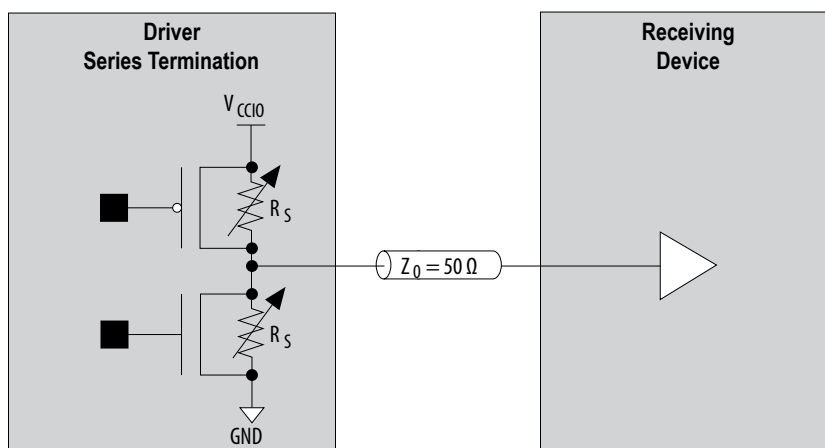 Driver
Series Termination
Receiving
Device
V CCIO
R S
Z 0 = 50 Ω
R S
GND